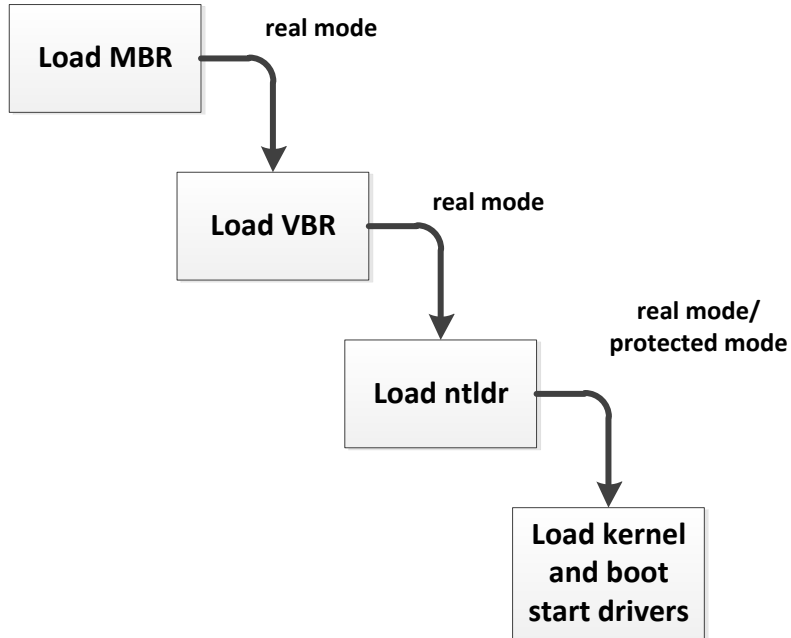 real mode
Load MBR
real mode
Load VBR
real mode/
protected mode
Load ntldr
Load kernel
and boot
start drivers